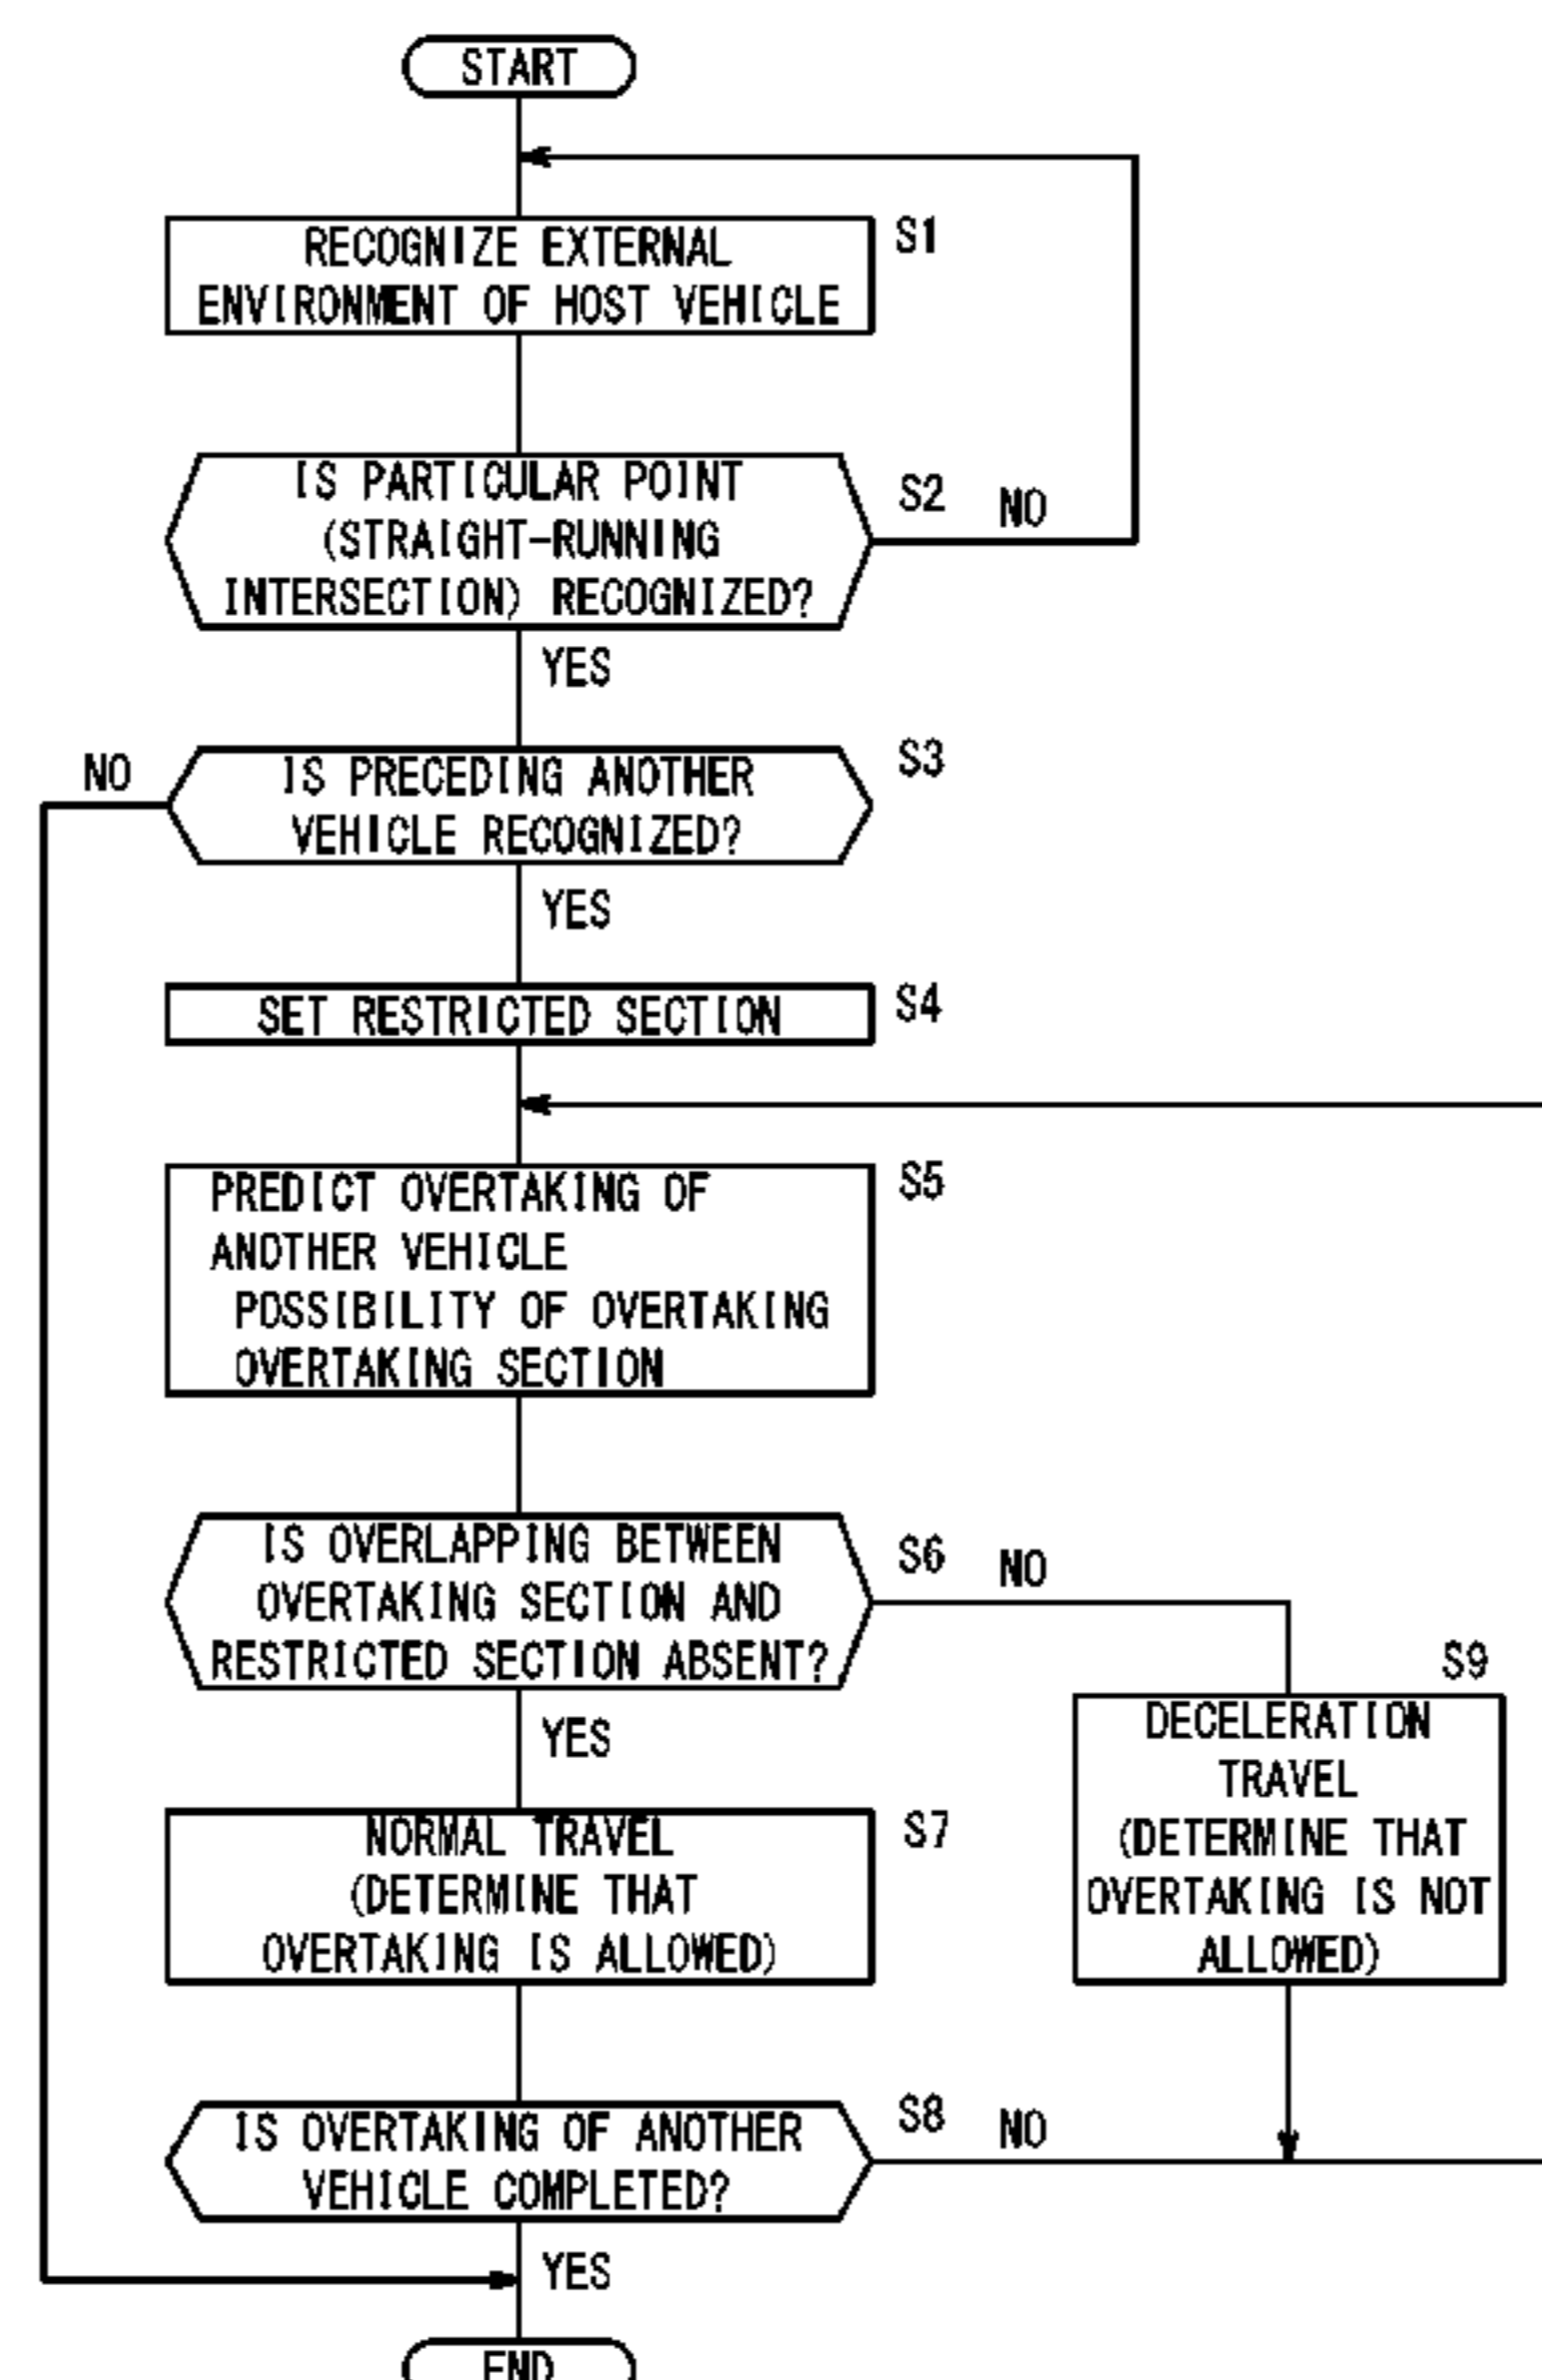 START
RECOGNIZE EXTERNAL
ENVIRONMENT OF HOST VEHICLE
S1
IS PARTICULAR POINT
(STRAIGHT-RUNNING
INTERSECTION) RECOGNIZED?
S2
NO
YES
NO
IS PRECEDING ANOTHER
VEHICLE RECOGNIZED?
S3
YES
SET RESTRICTED SECTION
S4
PREDICT OVERTAKING OF
ANOTHER VEHICLE
POSSIBILITY OF OVERTAKING
OVERTAKING SECTION
S5
IS OVERLAPPING BETWEEN
OVERTAKING SECTION AND
RESTRICTED SECTION ABSENT?
S6
NO
YES
S9
DECELERATION
TRAVEL
(DETERMINE THAT
OVERTAKING IS NOT
ALLOWED)
NORMAL TRAVEL
(DETERMINE THAT
OVERTAKING IS ALLOWED)
S7
IS OVERTAKING OF ANOTHER
VEHICLE COMPLETED?
S8
NO
YES
END